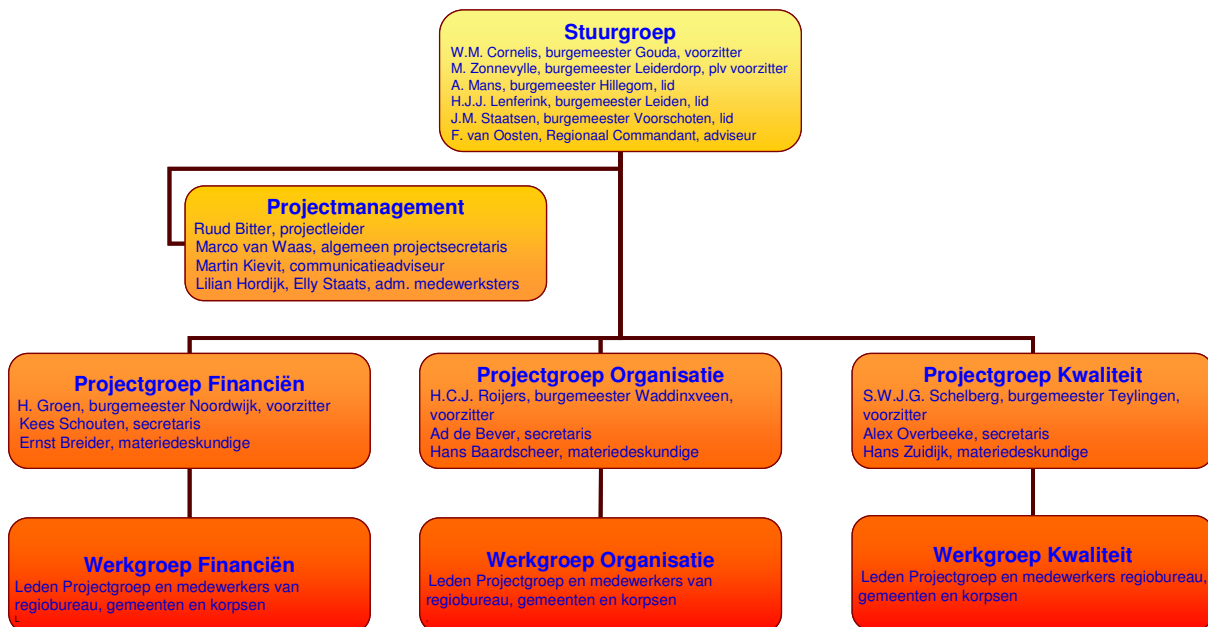 Stuurgroep
W.M. Cornelis, burgemeester Gouda, voorzitter
M. Zonnevylle, burgemeester Leiderdorp, plv voorzitter
A. Mans, burgemeester Hillegom, lid
H.J.J. Lenferink, burgemeester Leiden, lid
J.M. Staatsen, burgemeester Voorschoten, lid
F. van Oosten, Regionaal Commandant, adviseur
Projectmanagement
Ruud Bitter, projectleider
Marco van Waas, algemeen projectsecretaris
Martin Kievit, communicatieadviseur
Lilian Hordijk, Elly Staats, adm. medewerksters
Projectgroep Financiën
H. Groen, burgemeester Noordwijk, voorzitter
Kees Schouten, secretaris
Ernst Breider, materiedeskundige
Projectgroep Organisatie
H.C.J. Roijers, burgemeester Waddinxveen,
voorzitter
Ad de Bever, secretaris
Hans Baardscheer, materiedeskundige
Projectgroep Kwaliteit
S.W.J.G. Schelberg, burgemeester Teylingen,
voorzitter
Alex Overbeeke, secretaris
Hans Zuidijk, materiedeskundige
Werkgroep Financiën
Leden Projectgroep en medewerkers van
regiobureau, gemeenten en korpsen
L
Werkgroep Organisatie
Leden Projectgroep en medewerkers van
regiobureau, gemeenten en korpsen
Werkgroep Kwaliteit
Leden Projectgroep en medewerkers regiobureau,
gemeenten en korpsen